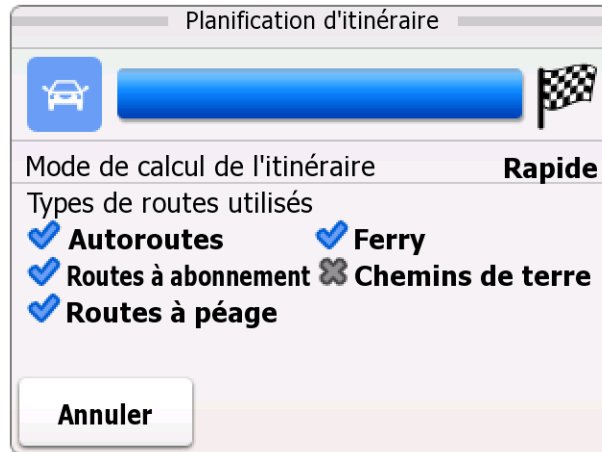 Planification d'itinéraire
Mode de calcul de l'itinéraire Rapide
Types de routes utilisés
Autoroutes Ferry
Routes à abonnement Chemins de terre
Routes à péage
Annuler